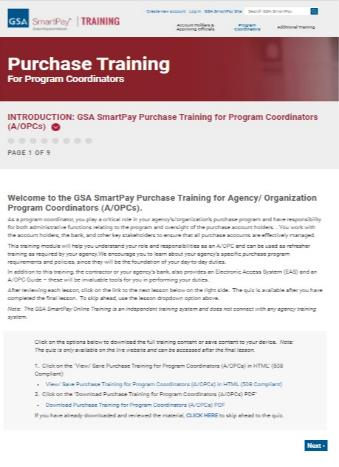 Create new account Log in GSA SmartPay Site Search GSA SmartPay
GSA SmartPay® | TRAINING
Account Holders & Approving Officials Program Coordinators Additional Training
Purchase Training
For Program Coordinators
INTRODUCTION: GSA SmartPay Purchase Training for Program Coordinators
(A/OPCs)
PAGE 1 OF 9
Welcome to the GSA SmartPay Purchase Training for Agency/ Organization
Program Coordinators (A/OPCs).
As a program coordinator, you play a critical role in your agency's/organization's purchase program and have responsibility
for both administrative functions relating to the program and oversight of the purchase account holders. . You work with
the account holders, the bank, and other key stakeholders to ensure that all purchase accounts are effectively managed.
This training module will help you understand your role and responsibilities as an A/OPC and can be used as refresher
training as required by your agency.We encourage you to learn about your agency's specific purchase program
requirements and policies, since they will be the foundation of your day-to-day duties.
In addition to this training, the contractor or your agency's bank, also provides an Electronic Access System (EAS) and an
A/OPC Guide – these will be invaluable tools for you in performing your duties.
After reviewing each lesson, click on the link to the next lesson below on the right side. The quiz is available after you have
completed the final lesson. To skip ahead, use the lesson dropdown option above.
Note: The GSA SmartPay Online Training is an independent training system and does not connect with any agency training
system.
Click on the options below to download the full training content or save content to your device. Note:
The quiz is only available on the live website and can be accessed after the final lesson.
1. Click on the 'View/ Save Purchase Training for Program Coordinators (A/OPCs) in HTML' (508
Compliant)
• View/ Save Purchase Training for Program Coordinators (A/OPCs) in HTML (508 Compliant)
2. Click on the 'Download Purchase Training for Program Coordinators (A/OPCs) PDF'
• Download Purchase Training for Program Coordinators (A/OPCs) PDF
If you have already downloaded and reviewed the material, CLICK HERE to skip ahead to the quiz.
Next ›